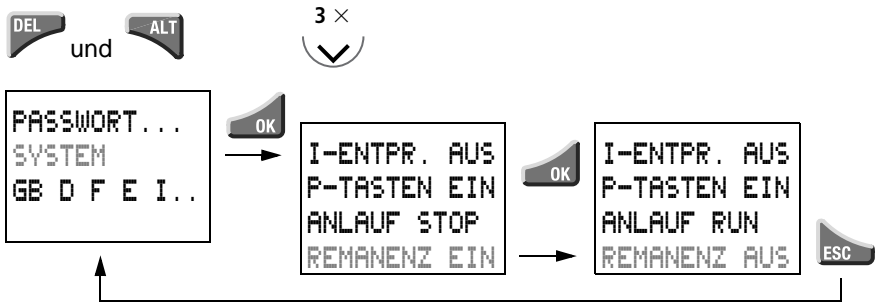 DEL und ALT
3 ×
PASSWORT...
SYSTEM
GB D F E I..
OK
I-ENTPR. AUS
P-TASTEN EIN
ANLAUF STOP
REMANENZ EIN
OK
I-ENTPR. AUS
P-TASTEN EIN
ANLAUF RUN
REMANENZ AUS
ESC